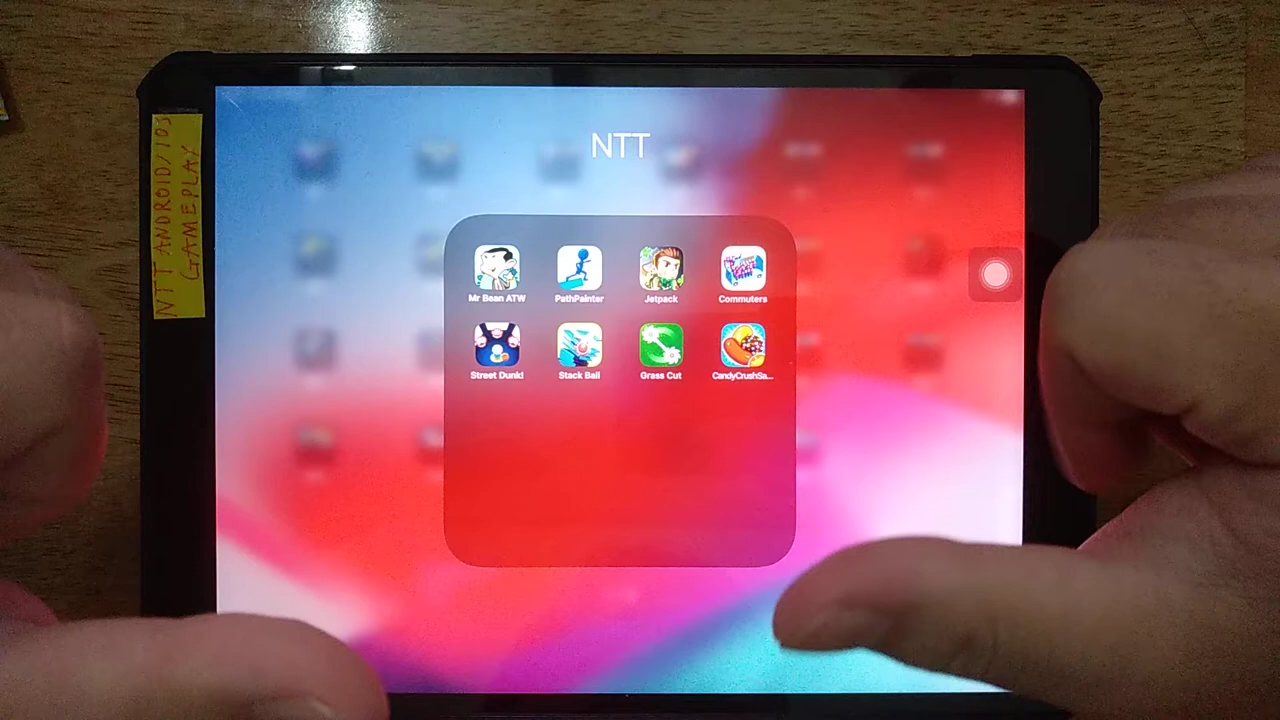 NTT ANDROID/IOS
GAMEPLAY
NTT
Mr Bean ATW
PathPainter
Jetpack
Commuters
Street Dunk!
Stack Ball
Grass Cut
CandyCrushSa...